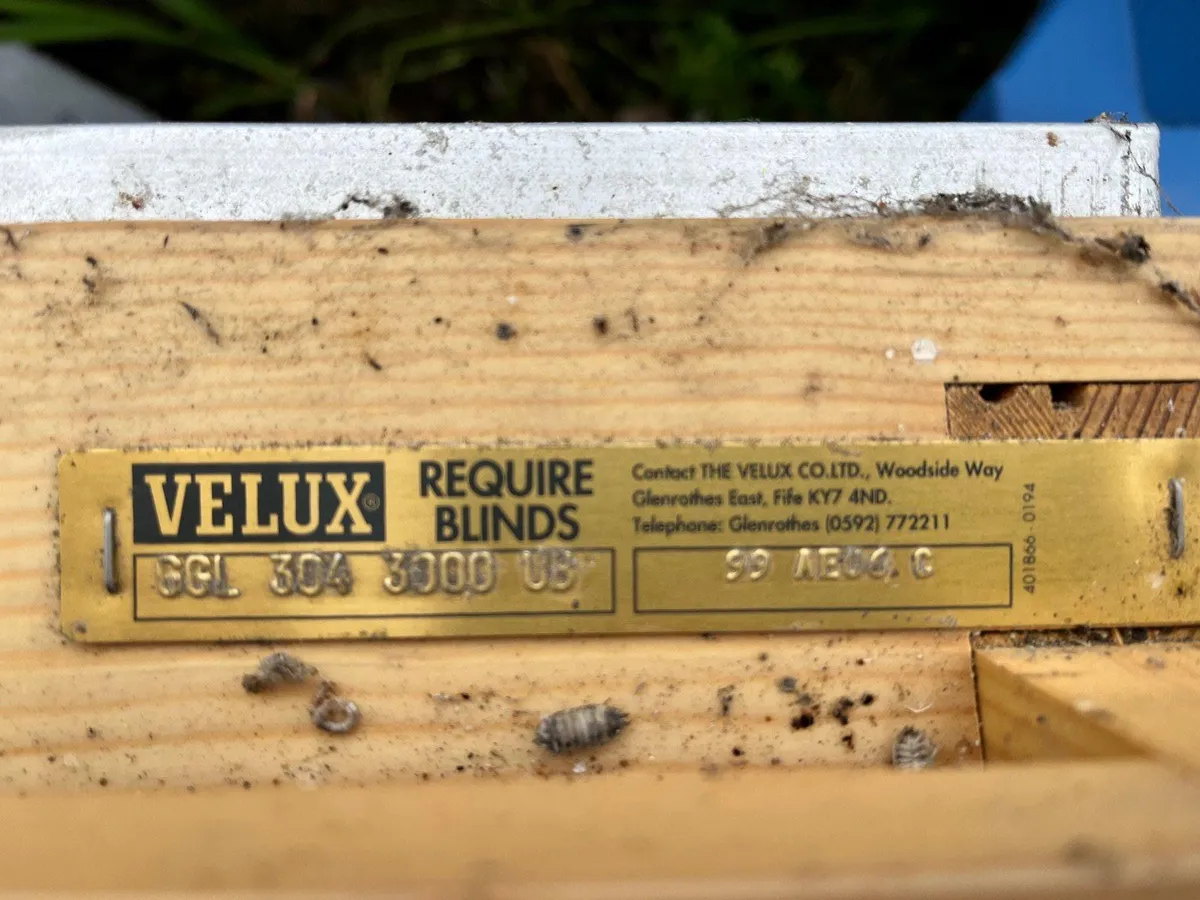 VELUX®
REQUIRE
BLINDS
Contact THE VELUX CO.LTD., Woodside Way
Glenrothes East, Fife KY7 4ND.
Telephone: Glenrothes (0592) 772211
GGL 304 3000
99 AE04 G
401866 . 0194